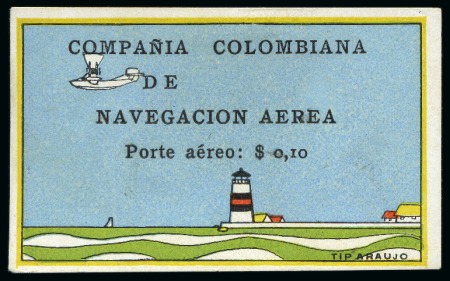 COMPAÑIA COLOMBIANA
DE
NAVEGACION AEREA
Porte aéreo: $ 0,10
TIP ARAUJO